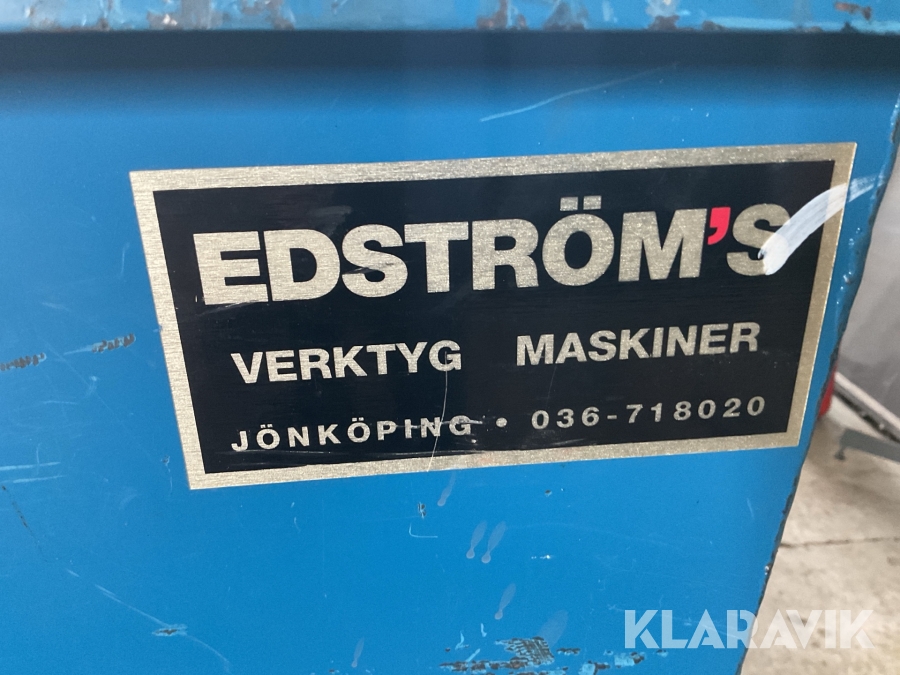 EDSTRÖM'S
VERKTYG MASKINER
JÖNKÖPING • 036-718020
KLARAVIK